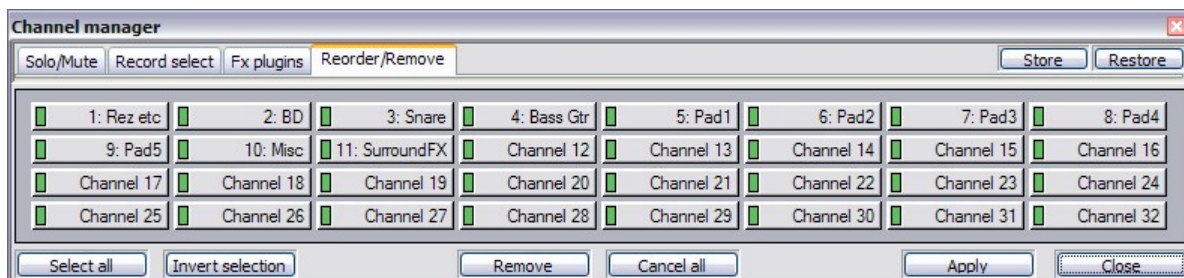 Channel manager
Solo/Mute Record select Fx plugins Reorder/Remove Store Restore
1: Rez etc 2: BD 3: Snare 4: Bass Gtr 5: Pad1 6: Pad2 7: Pad3 8: Pad4
9: Pad5 10: Misc 11: SurroundFX Channel 12 Channel 13 Channel 14 Channel 15 Channel 16
Channel 17 Channel 18 Channel 19 Channel 20 Channel 21 Channel 22 Channel 23 Channel 24
Channel 25 Channel 26 Channel 27 Channel 28 Channel 29 Channel 30 Channel 31 Channel 32
Select all Invert selection Remove Cancel all Apply Close